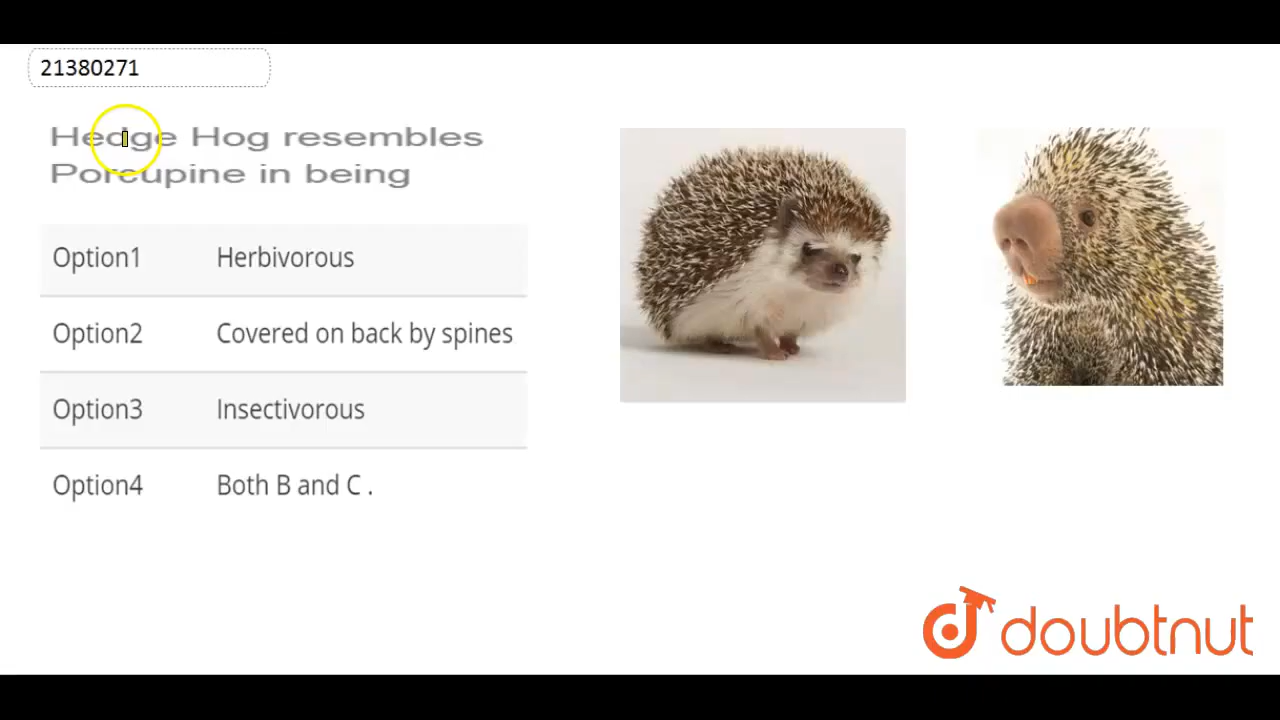 21380271
Hedge Hog resembles
Porcupine in being
Option1 Herbivorous
Option2 Covered on back by spines
Option3 Insectivorous
Option4 Both B and C .
doubtnut